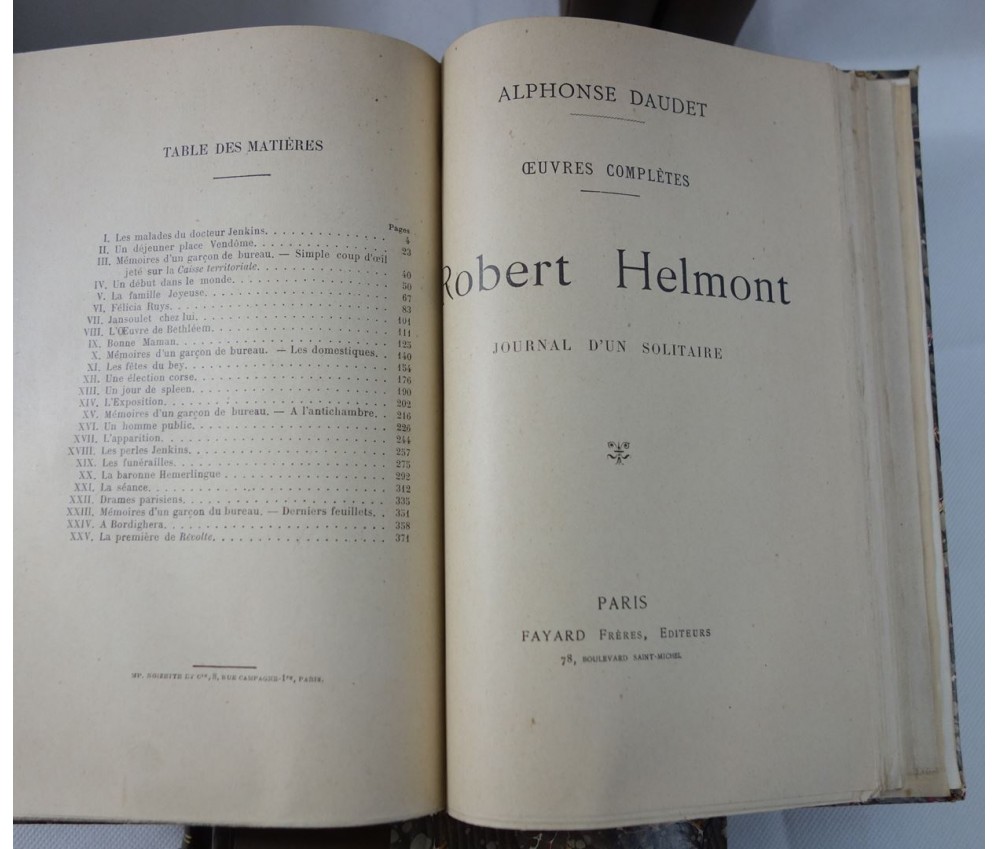 TABLE DES MATIÈRES
Pages
I. Les malades du docteur Jenkins. 4
II. Un déjeuner place Vendôme. 23
III. Mémoires d'un garçon de bureau. — Simple coup d'œil
jeté sur la Caisse territoriale. 40
IV. Un début dans le monde. 50
V. La famille Joyeuse. 67
VI. Félicia Ruys. 83
VII. Jansoulet chez lui. 101
VIII. L'Œuvre de Bethléem. 111
IX. Bonne Maman. 125
X. Mémoires d'un garçon de bureau. — Les domestiques. 140
XI. Les fêtes du bey. 154
XII. Une élection corse. 176
XIII. Un jour de spleen. 190
XIV. L'Exposition. 202
XV. Mémoires d'un garçon de bureau. — A l'antichambre. 216
XVI. Un homme public. 226
XVII. L'apparition. 244
XVIII. Les perles Jenkins. 257
XIX. Les funérailles. 275
XX. La baronne Hemerlingue 292
XXI. La séance. 312
XXII. Drames parisiens. 335
XXIII. Mémoires d'un garçon du bureau. — Derniers feuillets. 351
XXIV. A Bordighera. 358
XXV. La première de Révolte. 371
8, RUE CAMPAGNE-1re, PARIS.
ALPHONSE DAUDET
ŒUVRES COMPLÈTES
Robert Helmont
JOURNAL D'UN SOLITAIRE
PARIS
FAYARD FRÈRES, EDITEURS
78, BOULEVARD SAINT-MICHEL